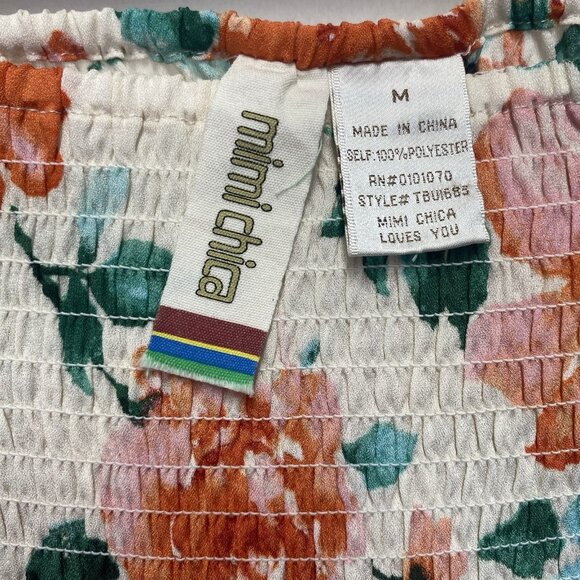 mimi chica
M
MADE IN CHINA
SELF:100%POLYESTER
RN#0101070
STYLE# TBU1685
MIMI CHICA
LOVES YOU